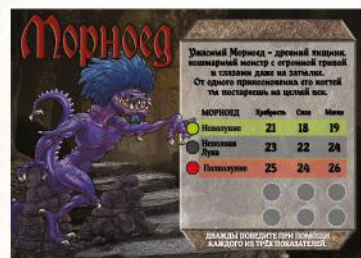 Морноед
Ужасный Морноед – древний хищник,
кошмарный монстр с огромной гривой
и глазами даже на затылке.
От одного прикосновения его когтей
ты постареешь на целый век.
МОРНОЕД Храбрость Сила Магия
Новолуние 21 18 19
Неполная
Луна 23 22 24
Полнолуние 25 24 26
ДВАЖДЫ ПОБЕДИТЕ ПРИ ПОМОЩИ
КАЖДОГО ИЗ ТРЁХ ПОКАЗАТЕЛЕЙ.